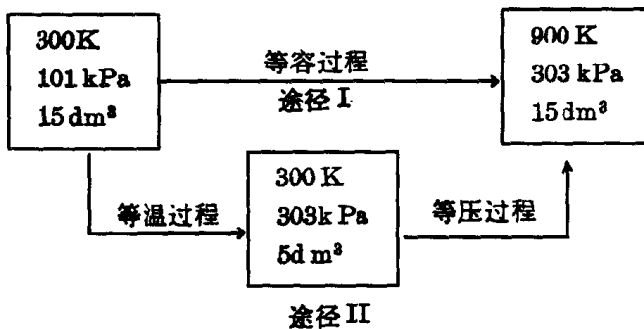 300K
101 kPa
15 dm³
等容过程
途径 I
900 K
303 kPa
15 dm³
等温过程
300 K
303k Pa
5d m³
等压过程
途径 II